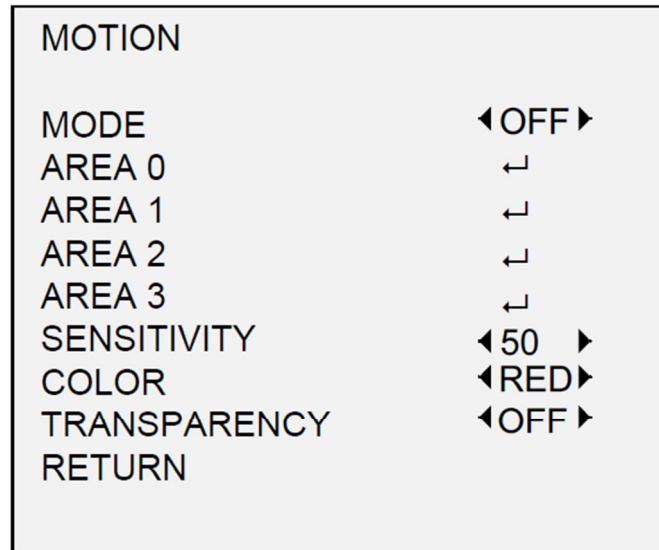 MOTION
MODE ◀OFF▶
AREA 0 ↵
AREA 1 ↵
AREA 2 ↵
AREA 3 ↵
SENSITIVITY ◀50 ▶
COLOR ◀RED▶
TRANSPARENCY ◀OFF▶
RETURN